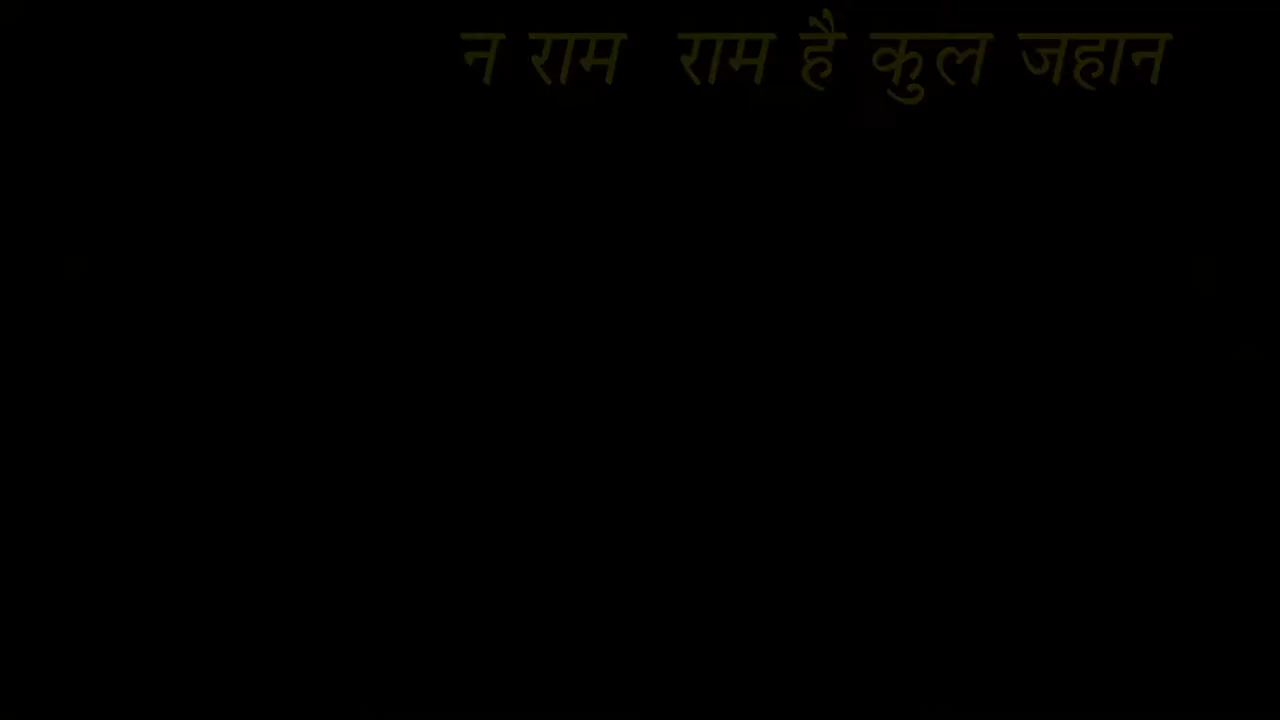 न राम राम है कुल जहान